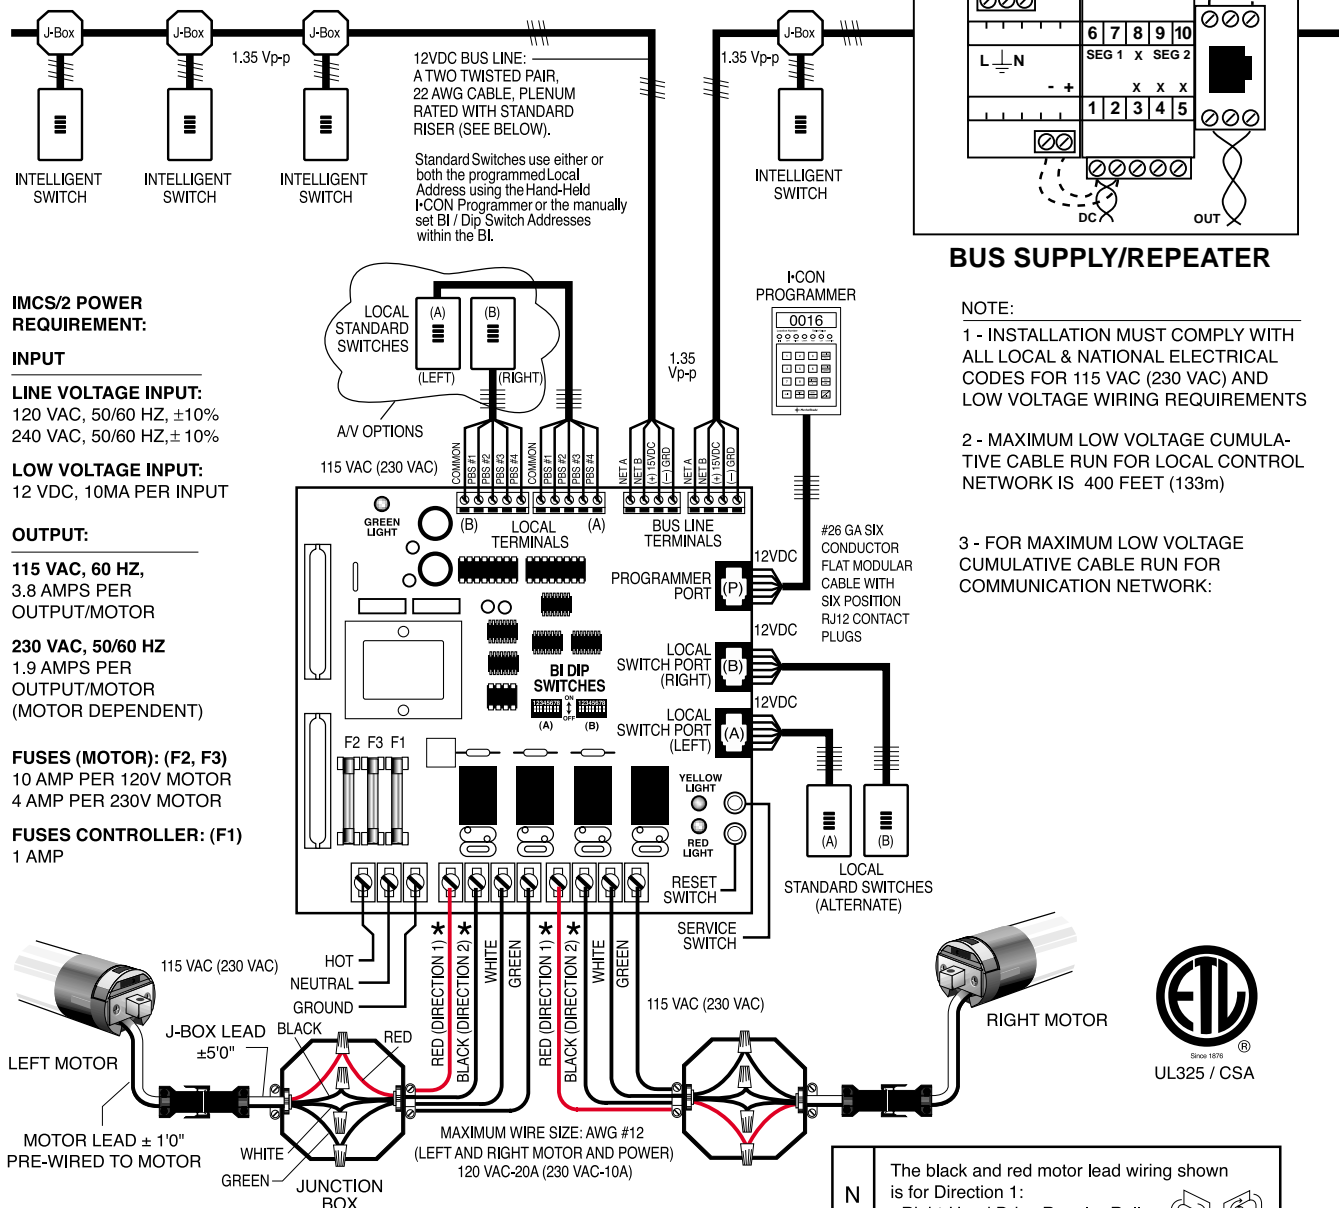 J-Box
J-Box
J-Box
J-Box
1.35 Vp-p
1.35 Vp-p
INTELLIGENT
SWITCH
INTELLIGENT
SWITCH
INTELLIGENT
SWITCH
INTELLIGENT
SWITCH
12VDC BUS LINE:
A TWO TWISTED PAIR,
22 AWG CABLE, PLENUM
RATED WITH STANDARD
RISER (SEE BELOW).
Standard Switches use either or
both the programmed Local
Address using the Hand-Held
I•CON Programmer or the manually
set BI / Dip Switch Addresses
within the BI.
6 7 8 9 10
SEG 1 X SEG 2
L N
- +
X X X
1 2 3 4 5
DC
OUT
BUS SUPPLY/REPEATER
IMCS/2 POWER
REQUIREMENT:
INPUT
LINE VOLTAGE INPUT:
120 VAC, 50/60 HZ, ±10%
240 VAC, 50/60 HZ,±10%
LOW VOLTAGE INPUT:
12 VDC, 10MA PER INPUT
OUTPUT:
115 VAC, 60 HZ,
3.8 AMPS PER
OUTPUT/MOTOR
230 VAC, 50/60 HZ
1.9 AMPS PER
OUTPUT/MOTOR
(MOTOR DEPENDENT)
FUSES (MOTOR): (F2, F3)
10 AMP PER 120V MOTOR
4 AMP PER 230V MOTOR
FUSES CONTROLLER: (F1)
1 AMP
LOCAL
STANDARD
SWITCHES
(A)
(B)
(LEFT)
(RIGHT)
A/V OPTIONS
115 VAC (230 VAC)
1.35
Vp-p
I•CON
PROGRAMMER
0016
NOTE:
1 - INSTALLATION MUST COMPLY WITH
ALL LOCAL & NATIONAL ELECTRICAL
CODES FOR 115 VAC (230 VAC) AND
LOW VOLTAGE WIRING REQUIREMENTS
2 - MAXIMUM LOW VOLTAGE CUMULA-
TIVE CABLE RUN FOR LOCAL CONTROL
NETWORK IS 400 FEET (133m)
3 - FOR MAXIMUM LOW VOLTAGE
CUMULATIVE CABLE RUN FOR
COMMUNICATION NETWORK:
COMMON
PBS #1
PBS #2
PBS #3
PBS #4
COMMON
PBS #1
PBS #2
PBS #3
PBS #4
NET A
NET B
(+) 15VDC
(–) GRD
NET A
NET B
(+) 15VDC
(–) GRD
GREEN
LIGHT
(B)
LOCAL
TERMINALS
(A)
BUS LINE
TERMINALS
PROGRAMMER
PORT
(P)
12VDC
#26 GA SIX
CONDUCTOR
FLAT MODULAR
CABLE WITH
SIX POSITION
RJ12 CONTACT
PLUGS
LOCAL
SWITCH PORT
(RIGHT)
(B)
12VDC
LOCAL
SWITCH PORT
(LEFT)
(A)
12VDC
BI DIP
SWITCHES
12345678
ON
OFF
12345678
(A)
(B)
F2 F3 F1
YELLOW
LIGHT
RED
LIGHT
RESET
SWITCH
SERVICE
SWITCH
(A)
(B)
LOCAL
STANDARD SWITCHES
(ALTERNATE)
HOT
NEUTRAL
GROUND
115 VAC (230 VAC)
RED (DIRECTION 1) *
BLACK (DIRECTION 2) *
WHITE
GREEN
RED (DIRECTION 1) *
BLACK (DIRECTION 2) *
WHITE
GREEN
115 VAC (230 VAC)
LEFT MOTOR
J-BOX LEAD
±5'0"
BLACK
RED
MOTOR LEAD ± 1'0"
PRE-WIRED TO MOTOR
WHITE
GREEN
JUNCTION
BOX
MAXIMUM WIRE SIZE: AWG #12
(LEFT AND RIGHT MOTOR AND POWER)
120 VAC-20A (230 VAC-10A)
RIGHT MOTOR
ETL
®
Since 1876
UL325 / CSA
N
The black and red motor lead wiring shown
is for Direction 1: